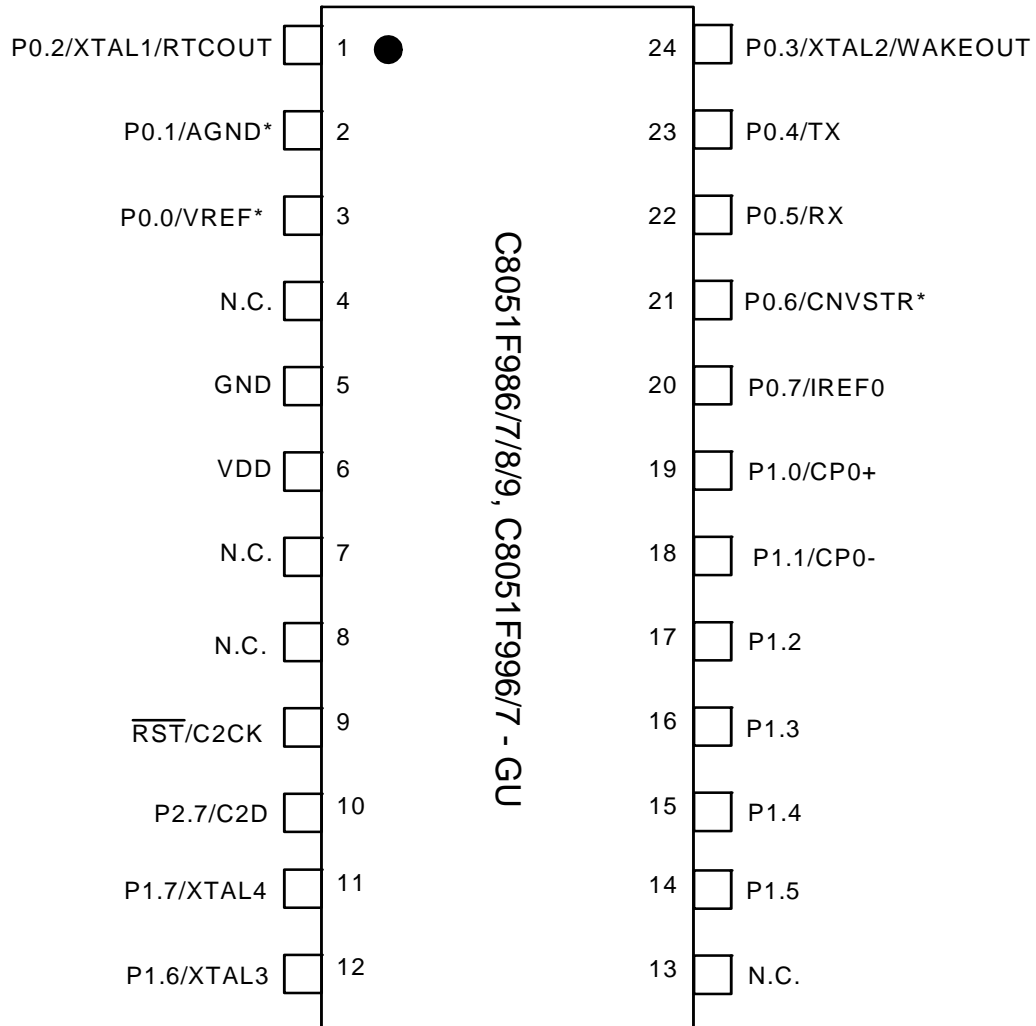 P0.2/XTAL1/RTCOUT 1 24 P0.3/XTAL2/WAKEOUT
P0.1/AGND* 2 23 P0.4/TX
P0.0/VREF* 3 22 P0.5/RX
N.C. 4 21 P0.6/CNVSTR*
GND 5 20 P0.7/IREF0
VDD 6 19 P1.0/CP0+
N.C. 7 18 P1.1/CP0-
N.C. 8 17 P1.2
RST/C2CK 9 16 P1.3
P2.7/C2D 10 15 P1.4
P1.7/XTAL4 11 14 P1.5
P1.6/XTAL3 12 13 N.C.
C8051F986/7/8/9, C8051F996/7 - GU